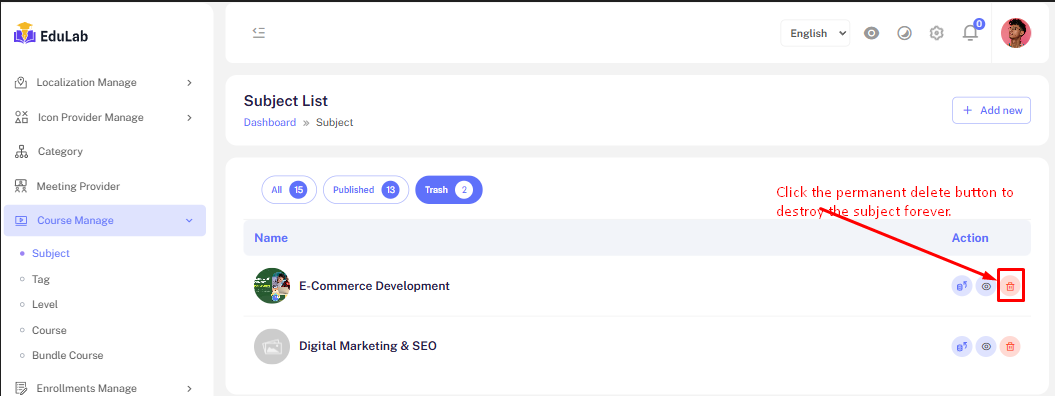 EduLab
English
0
Localization Manage
Icon Provider Manage
Category
Meeting Provider
Course Manage
Subject
Tag
Level
Course
Bundle Course
Enrollments Manage
Subject List
Dashboard » Subject
+ Add new
All 15
Published 13
Trash 2
Click the permanent delete button to
destroy the subject forever.
Name Action
E-Commerce Development
Digital Marketing & SEO